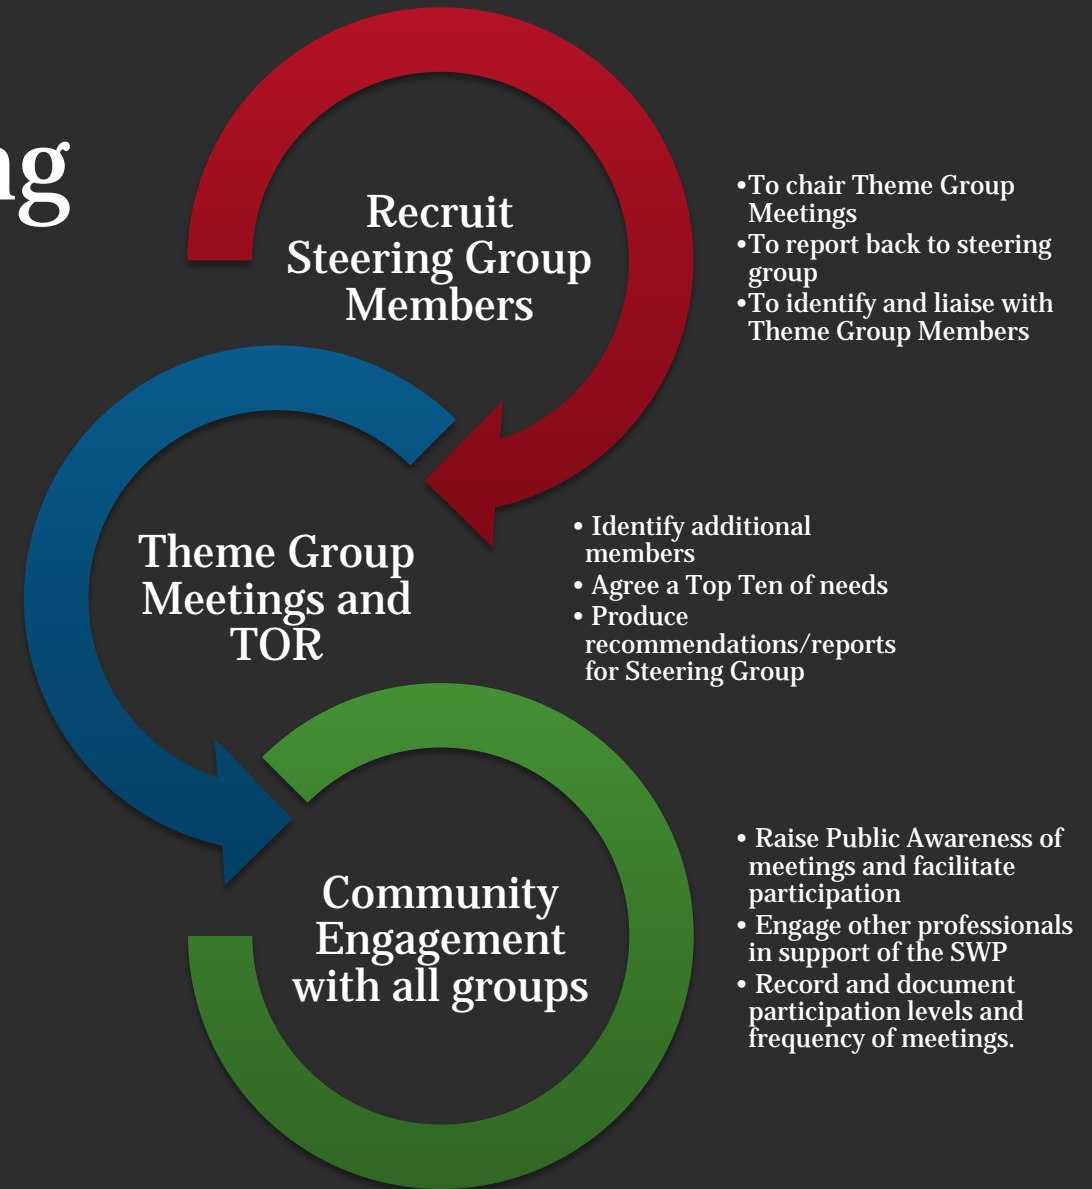 ng
Recruit
Steering Group
Members
•To chair Theme Group
Meetings
•To report back to steering
group
•To identify and liaise with
Theme Group Members
Theme Group
Meetings and
TOR
• Identify additional
members
• Agree a Top Ten of needs
• Produce
recommendations/reports
for Steering Group
Community
Engagement
with all groups
• Raise Public Awareness of
meetings and facilitate
participation
• Engage other professionals
in support of the SWP
• Record and document
participation levels and
frequency of meetings.